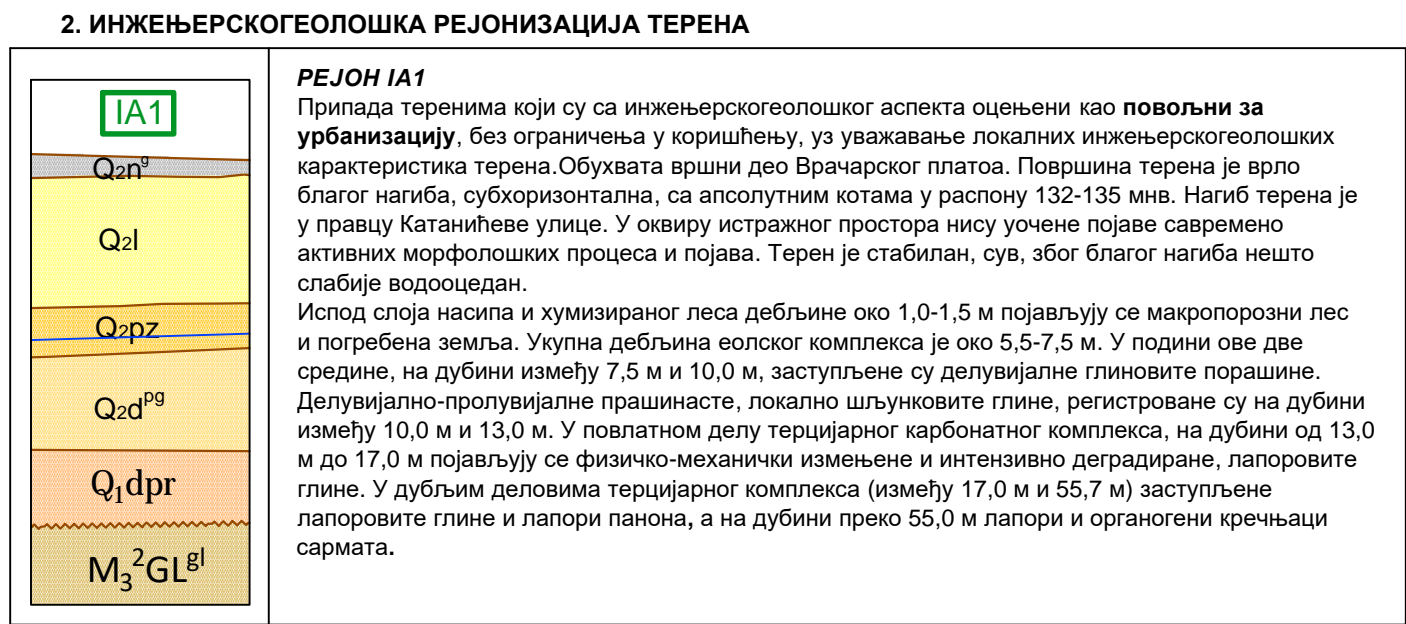 2. ИНЖЕЊЕРСКОГЕОЛОШКА РЕЈОНИЗАЦИЈА ТЕРЕНА
IA1
Q2n^g
Q2l
Q2pz
Q2d^pg
Q₁dpr
M₃²GL^gl
РЕЈОН IA1
Припада теренима који су са инжењерскогеолошког аспекта оцењени као повољни за
урбанизацију, без ограничења у коришћењу, уз уважавање локалних инжењерскогеолошких
карактеристика терена.Обухвата вршни део Врачарског платоа. Површина терена је врло
благог нагиба, субхоризонтална, са апсолутним котама у распону 132-135 мнв. Нагиб терена је
у правцу Катанићеве улице. У оквиру истражног простора нису уочене појаве савремено
активних морфолошких процеса и појава. Терен је стабилан, сув, због благог нагиба нешто
слабије водооцедан.
Испод слоја насипа и хумизираног леса дебљине око 1,0-1,5 м појављују се макропорозни лес
и погребена земља. Укупна дебљина еолског комплекса је око 5,5-7,5 м. У подини ове две
средине, на дубини између 7,5 м и 10,0 м, заступљене су делувијалне глиновите порашине.
Делувијално-пролувијалне прашинасте, локално шљунковите глине, регистроване су на дубини
између 10,0 м и 13,0 м. У повлатном делу терцијарног карбонатног комплекса, на дубини од 13,0
м до 17,0 м појављују се физичко-механички измењене и интензивно деградиране, лапоровите
глине. У дубљим деловима терцијарног комплекса (између 17,0 м и 55,7 м) заступљене
лапоровите глине и лапори панона, а на дубини преко 55,0 м лапори и органогени кречњаци
сармата.